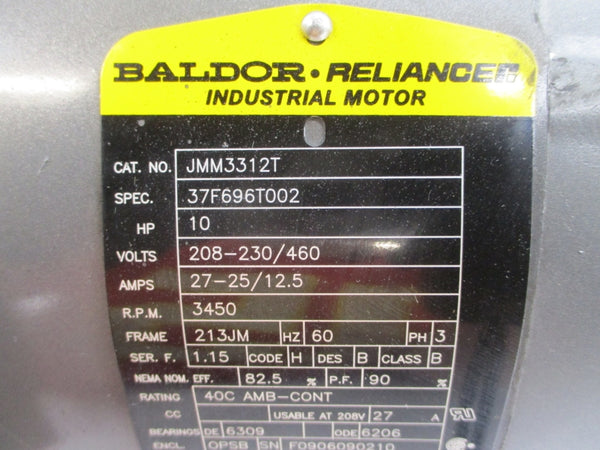 BALDOR • RELIANCER
INDUSTRIAL MOTOR
CAT. NO. JMM3312T
SPEC. 37F696T002
HP 10
VOLTS 208-230/460
AMPS 27-25/12.5
R.P.M. 3450
FRAME 213JM HZ 60 PH 3
SER. F. 1.15 CODE H DES B CLASS B
NEMA NOM. EFF. 82.5 % P.F. 90 %
RATING 40C AMB-CONT
CC USABLE AT 208V 27 A
BEARINGS DE 6309 ODE 6206
ENCL. OPSB SN F0906090210